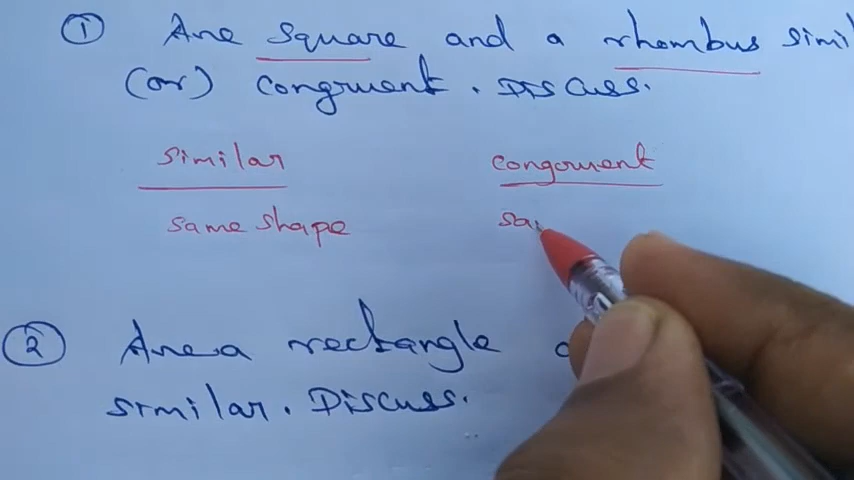 ① Are square and a rhombus simil
(or) congruent. Discuss.
similar congruent
same shape sa
② Are a rectangle
similar. Discuss.